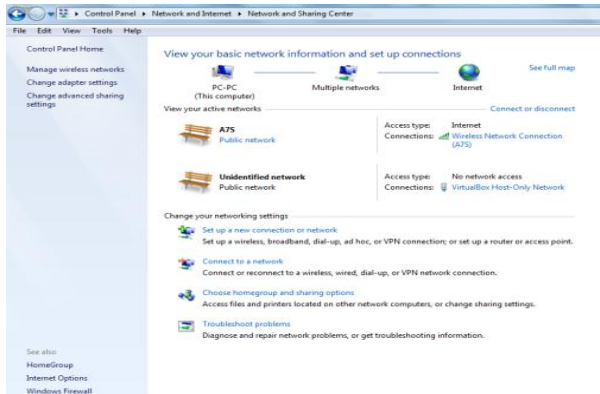 Control Panel ▸ Network and Internet ▸ Network and Sharing Center
File Edit View Tools Help
Control Panel Home
Manage wireless networks
Change adapter settings
Change advanced sharing
settings
See also
HomeGroup
Internet Options
Windows Firewall
View your basic network information and set up connections
See full map
PC-PC
(This computer)
Multiple networks
Internet
View your active networks
Connect or disconnect
A75
Public network
Access type: Internet
Connections: Wireless Network Connection
(A75)
Unidentified network
Public network
Access type: No network access
Connections: VirtualBox Host-Only Network
Change your networking settings
Set up a new connection or network
Set up a wireless, broadband, dial-up, ad hoc, or VPN connection; or set up a router or access point.
Connect to a network
Connect or reconnect to a wireless, wired, dial-up, or VPN network connection.
Choose homegroup and sharing options
Access files and printers located on other network computers, or change sharing settings.
Troubleshoot problems
Diagnose and repair network problems, or get troubleshooting information.